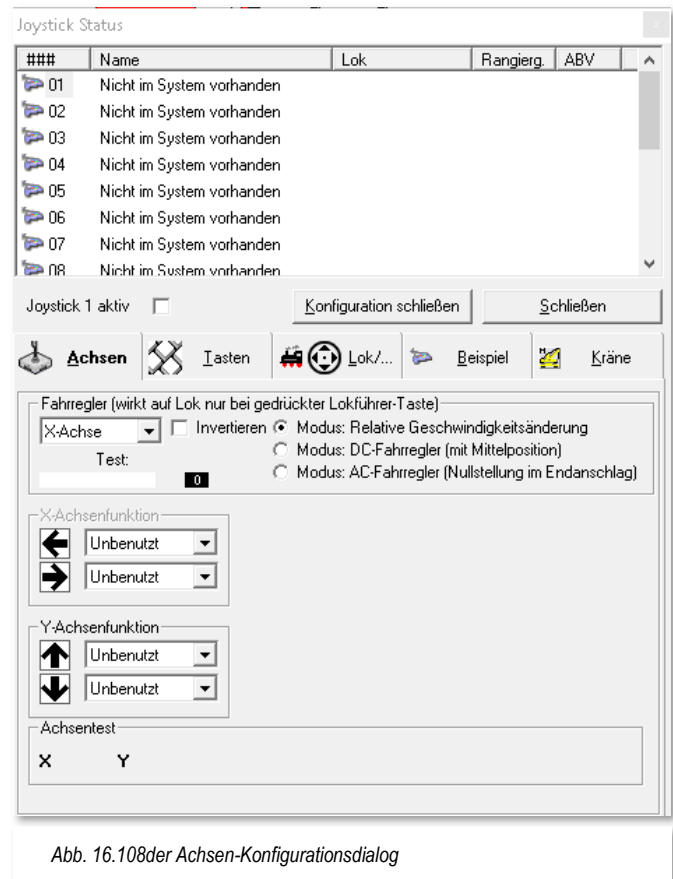 Joystick Status
x
### Name Lok Rangierg. ABV
01 Nicht im System vorhanden
02 Nicht im System vorhanden
03 Nicht im System vorhanden
04 Nicht im System vorhanden
05 Nicht im System vorhanden
06 Nicht im System vorhanden
07 Nicht im System vorhanden
08 Nicht im System vorhanden
Joystick 1 aktiv Konfiguration schließen Schließen
Achsen Tasten Lok/... Beispiel Kräne
Fahrregler (wirkt auf Lok nur bei gedrückter Lokführer-Taste)
X-Achse Invertieren Modus: Relative Geschwindigkeitsänderung
Modus: DC-Fahrregler (mit Mittelposition)
Test:
0 Modus: AC-Fahrregler (Nullstellung im Endanschlag)
X-Achsenfunktion
Unbenutzt
Unbenutzt
Y-Achsenfunktion
Unbenutzt
Unbenutzt
Achsentest
X Y
Abb. 16.108der Achsen-Konfigurationsdialog